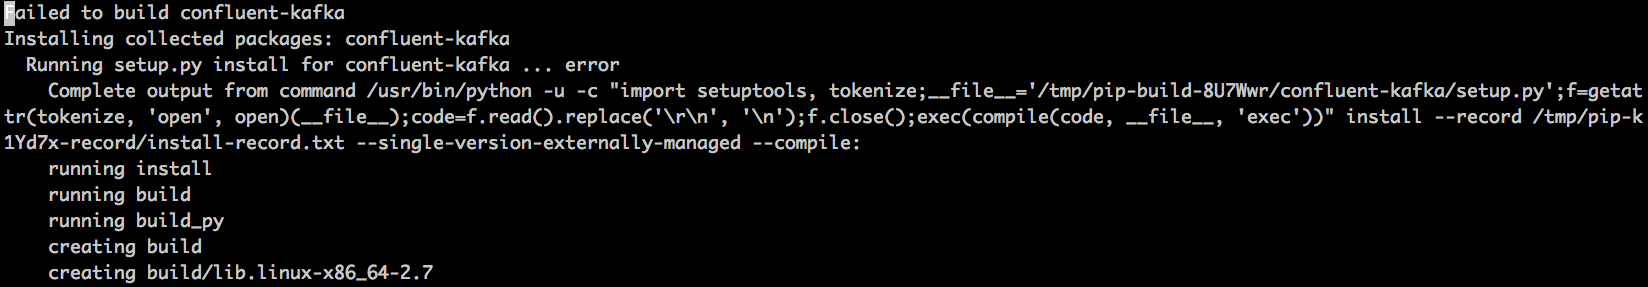 Failed to build confluent-kafka
Installing collected packages: confluent-kafka
  Running setup.py install for confluent-kafka ... error
    Complete output from command /usr/bin/python -u -c "import setuptools, tokenize;__file__='/tmp/pip-build-8U7Wwr/confluent-kafka/setup.py';f=getat
tr(tokenize, 'open', open)(__file__);code=f.read().replace('\r\n', '\n');f.close();exec(compile(code, __file__, 'exec'))" install --record /tmp/pip-k
1Yd7x-record/install-record.txt --single-version-externally-managed --compile:
    running install
    running build
    running build_py
    creating build
    creating build/lib.linux-x86_64-2.7